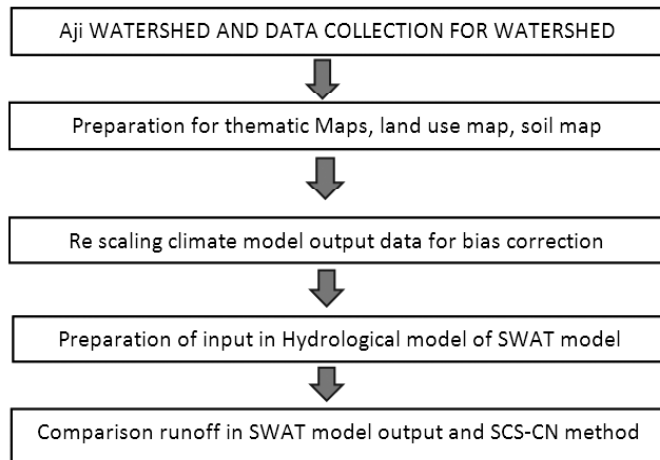 Aji WATERSHED AND DATA COLLECTION FOR WATERSHED
Preparation for thematic Maps, land use map, soil map
Re scaling climate model output data for bias correction
Preparation of input in Hydrological model of SWAT model
Comparison runoff in SWAT model output and SCS-CN method